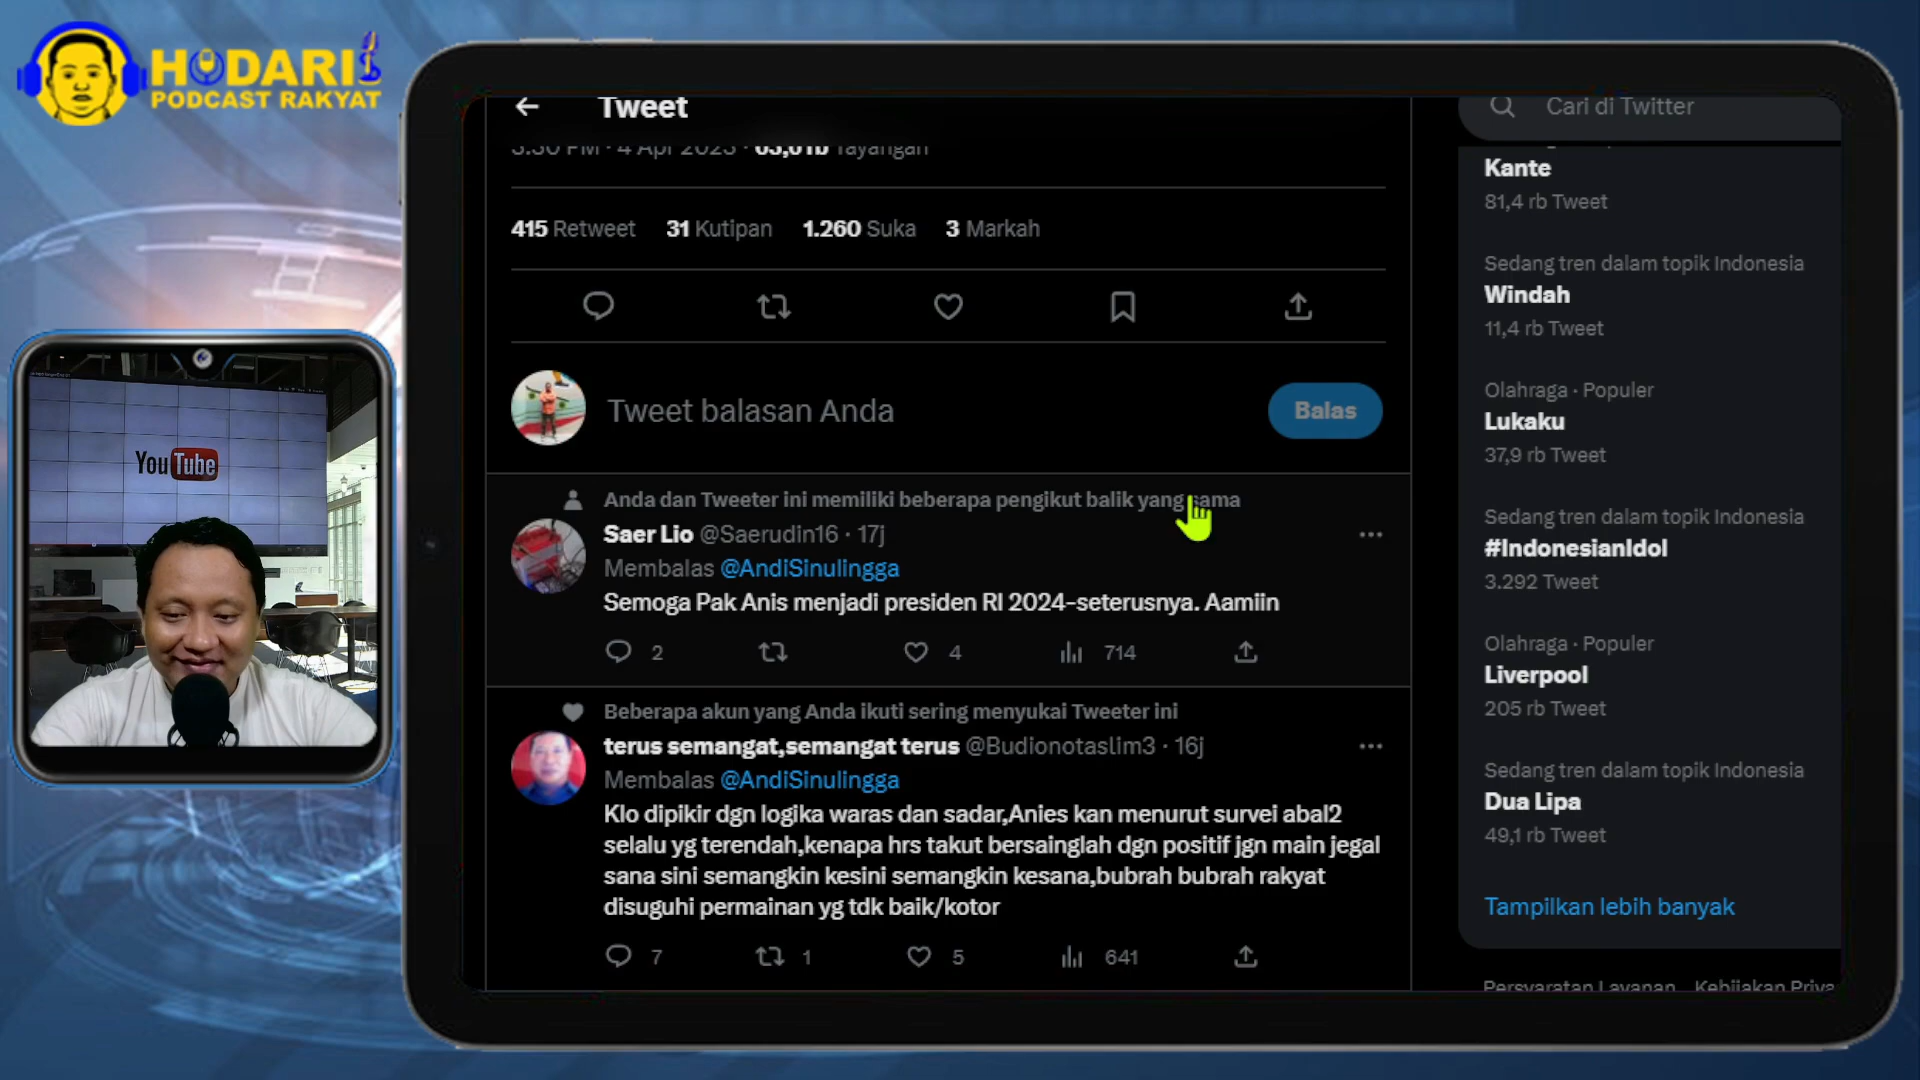 HODARI
PODCAST RAKYAT
YouTube
Tweet
3.30 PM · 4 Apr 2023 · 63,01b Tayangan
415 Retweet 31 Kutipan 1.260 Suka 3 Markah
Tweet balasan Anda
Balas
Anda dan Tweeter ini memiliki beberapa pengikut balik yang sama
Saer Lio @Saerudin16 · 17j
Membalas @AndiSinulingga
Semoga Pak Anis menjadi presiden RI 2024-seterusnya. Aamiin
2 4 714
Beberapa akun yang Anda ikuti sering menyukai Tweeter ini
terus semangat,semangat terus @Budionotaslim3 · 16j
Membalas @AndiSinulingga
Klo dipikir dgn logika waras dan sadar,Anies kan menurut survei abal2
selalu yg terendah,kenapa hrs takut bersainglah dgn positif jgn main jegal
sana sini semangkin kesini semangkin kesana,bubrah bubrah rakyat
disuguhi permainan yg tdk baik/kotor
7 1 5 641
Cari di Twitter
Kante
81,4 rb Tweet
Sedang tren dalam topik Indonesia
Windah
11,4 rb Tweet
Olahraga · Populer
Lukaku
37,9 rb Tweet
Sedang tren dalam topik Indonesia
#IndonesianIdol
3.292 Tweet
Olahraga · Populer
Liverpool
205 rb Tweet
Sedang tren dalam topik Indonesia
Dua Lipa
49,1 rb Tweet
Tampilkan lebih banyak
Persyaratan Layanan Kebijakan Priva